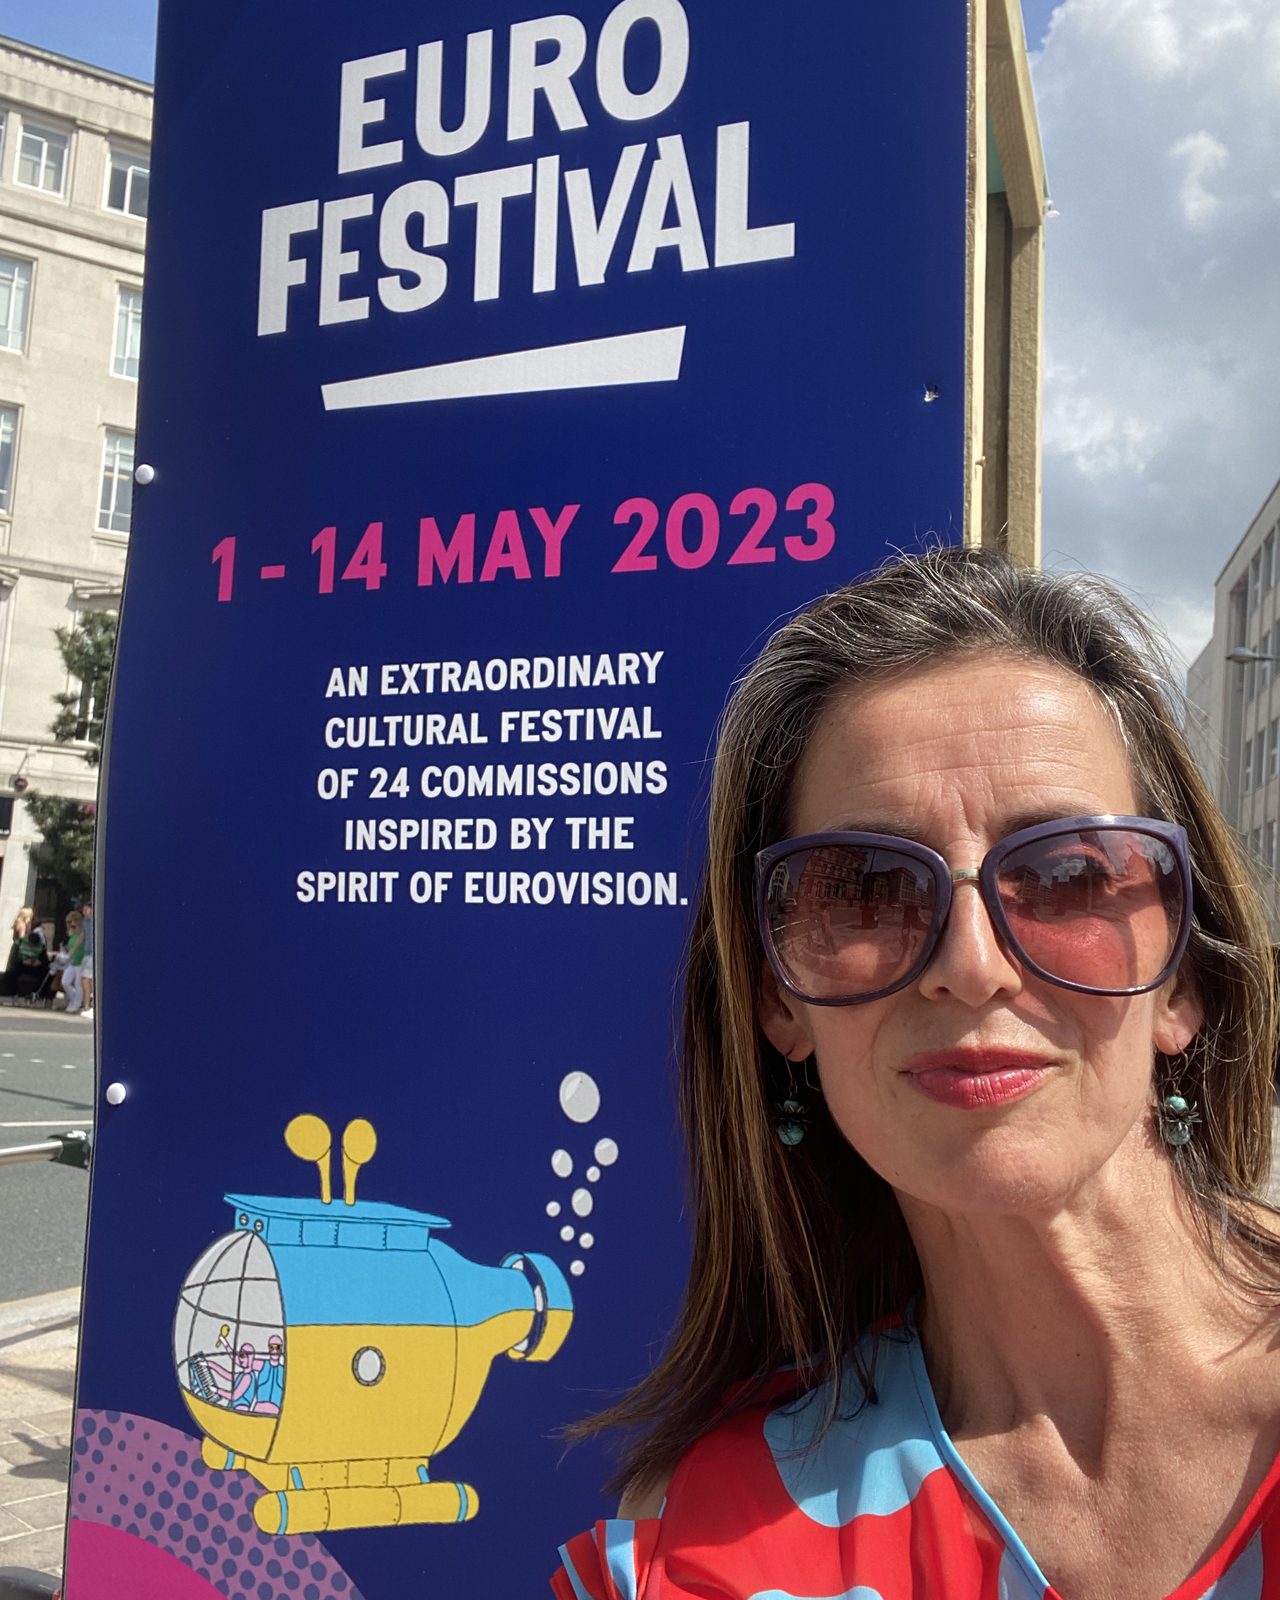 EURO
FESTIVAL
1 - 14 MAY 2023
AN EXTRAORDINARY
CULTURAL FESTIVAL
OF 24 COMMISSIONS
INSPIRED BY THE
SPIRIT OF EUROVISION.